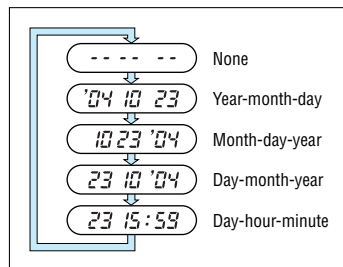 -- -- -- None
'04 10 23 Year-month-day
10 23 '04 Month-day-year
23 10 '04 Day-month-year
23 15:59 Day-hour-minute